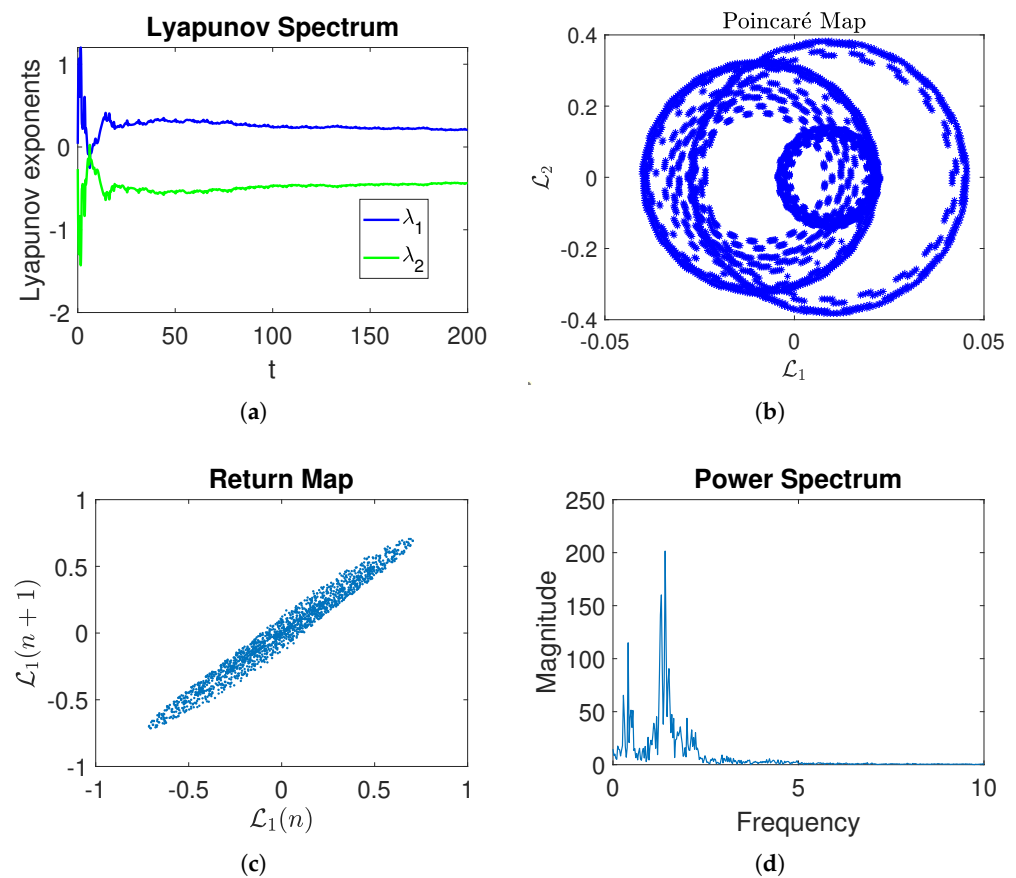 Lyapunov Spectrum
Lyapunov exponents
1
0
-1
-2
0
50
100
150
200
t
λ1
λ2
(a)
Poincaré Map
ℒ2
0.4
0.2
0
-0.2
-0.4
-0.05
0
0.05
ℒ1
(b)
Return Map
ℒ1(n + 1)
1
0.5
0
-0.5
-1
-1
-0.5
0
0.5
1
ℒ1(n)
(c)
Power Spectrum
Magnitude
250
200
150
100
50
0
0
5
10
Frequency
(d)